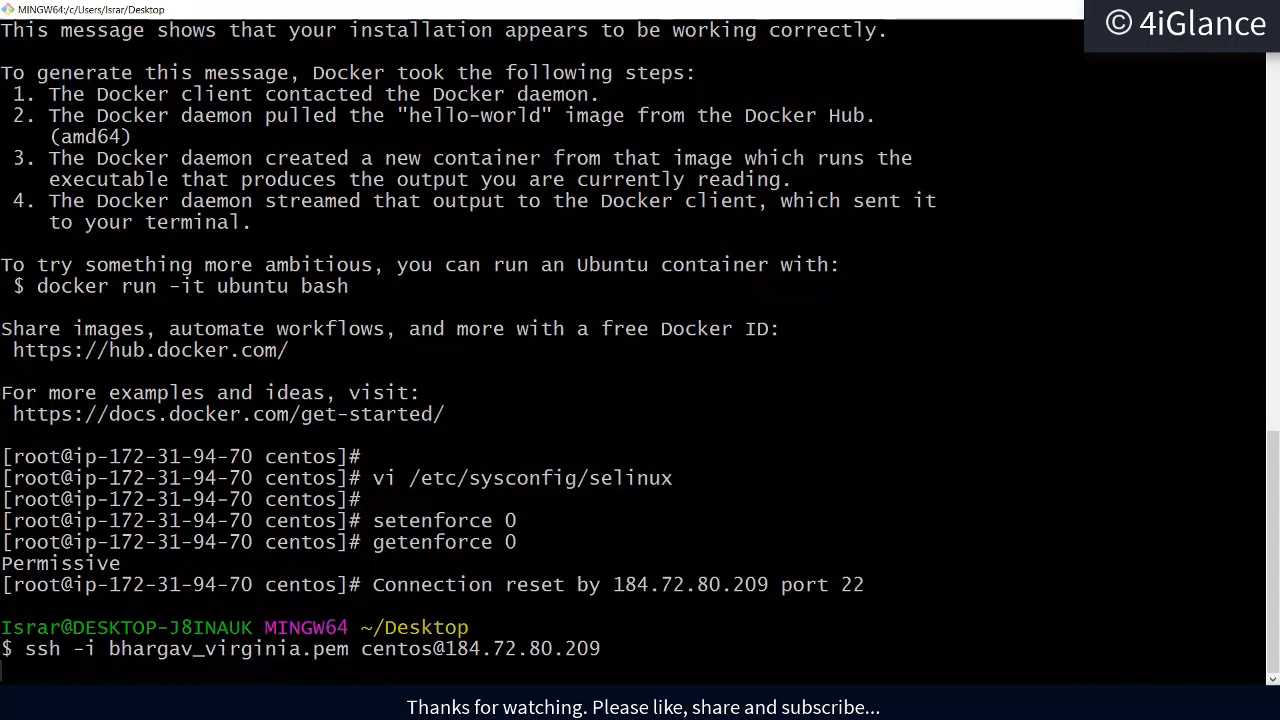 MINGW64:/c/Users/Israr/Desktop
© 4iGlance
This message shows that your installation appears to be working correctly.
To generate this message, Docker took the following steps:
1. The Docker client contacted the Docker daemon.
2. The Docker daemon pulled the "hello-world" image from the Docker Hub.
(amd64)
3. The Docker daemon created a new container from that image which runs the
executable that produces the output you are currently reading.
4. The Docker daemon streamed that output to the Docker client, which sent it
to your terminal.
To try something more ambitious, you can run an Ubuntu container with:
$ docker run -it ubuntu bash
Share images, automate workflows, and more with a free Docker ID:
https://hub.docker.com/
For more examples and ideas, visit:
https://docs.docker.com/get-started/
[root@ip-172-31-94-70 centos]#
[root@ip-172-31-94-70 centos]# vi /etc/sysconfig/selinux
[root@ip-172-31-94-70 centos]#
[root@ip-172-31-94-70 centos]# setenforce 0
[root@ip-172-31-94-70 centos]# getenforce 0
Permissive
[root@ip-172-31-94-70 centos]# Connection reset by 184.72.80.209 port 22
Israr@DESKTOP-J8INAUK MINGW64 ~/Desktop
$ ssh -i bhargav_virginia.pem centos@184.72.80.209
Thanks for watching. Please like, share and subscribe...